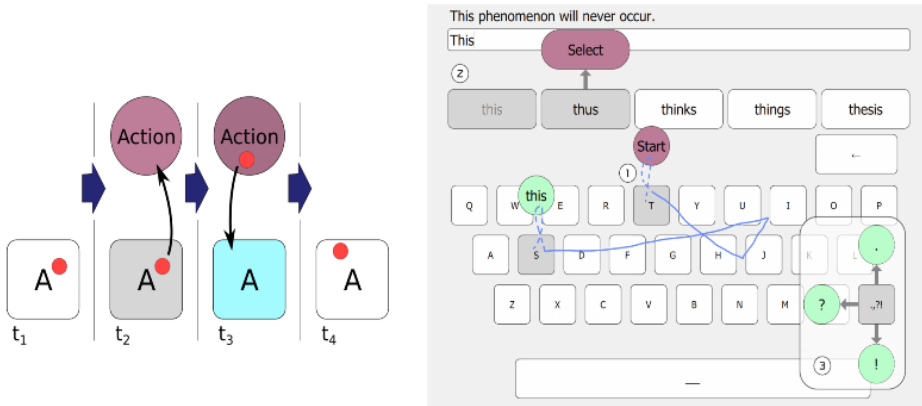 Action
Action
A
A
A
A
t1
t2
t3
t4
This phenomenon will never occur.
This
Select
2
this
thus
thinks
things
thesis
Start
←
1
this
Q
W
E
R
T
Y
U
I
O
P
A
S
D
F
G
H
J
K
L
.
Z
X
C
V
B
N
M
?
.,?!
!
3